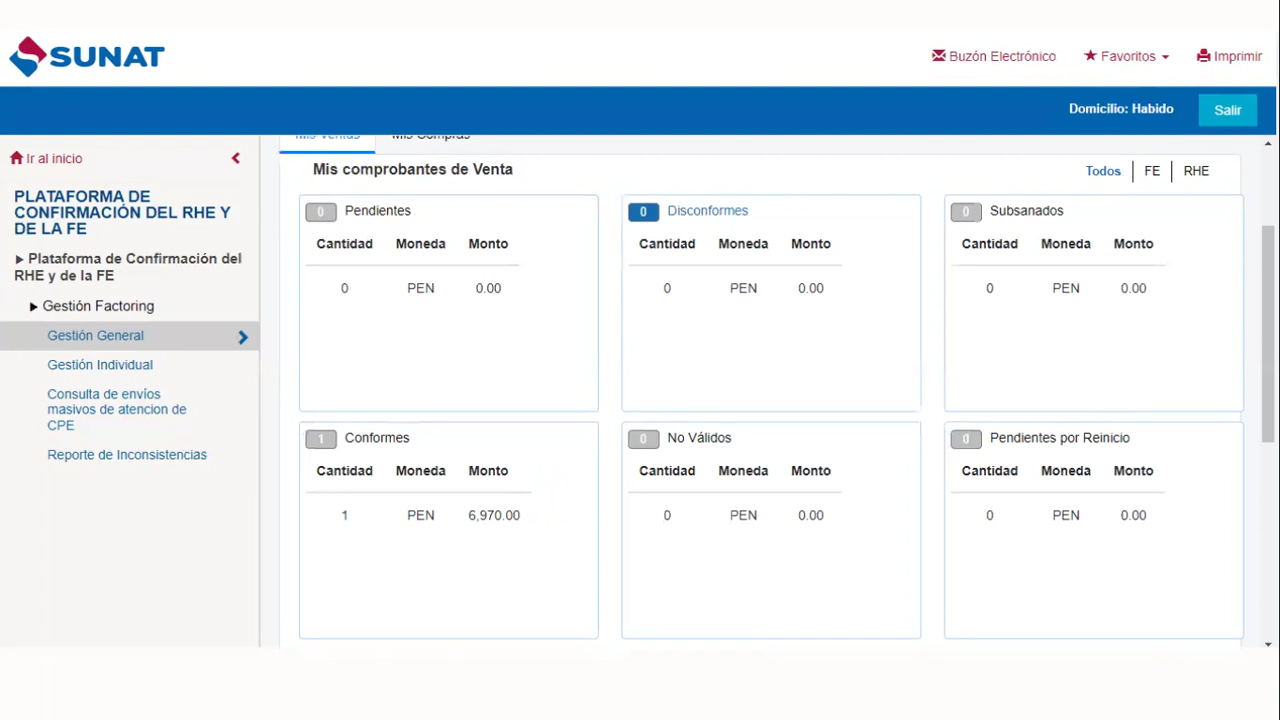 SUNAT
Buzón Electrónico
Favoritos
Imprimir
Domicilio: Habido
Salir
Ir al inicio
PLATAFORMA DE
CONFIRMACIÓN DEL RHE Y
DE LA FE
Plataforma de Confirmación del
RHE y de la FE
Gestión Factoring
Gestión General
Gestión Individual
Consulta de envíos
masivos de atencion de
CPE
Reporte de Inconsistencias
Mis Ventas Mis Compras
Mis comprobantes de Venta
Todos FE RHE
0 Pendientes
Cantidad Moneda Monto
0 PEN 0.00
0 Disconformes
Cantidad Moneda Monto
0 PEN 0.00
0 Subsanados
Cantidad Moneda Monto
0 PEN 0.00
1 Conformes
Cantidad Moneda Monto
1 PEN 6,970.00
0 No Válidos
Cantidad Moneda Monto
0 PEN 0.00
0 Pendientes por Reinicio
Cantidad Moneda Monto
0 PEN 0.00